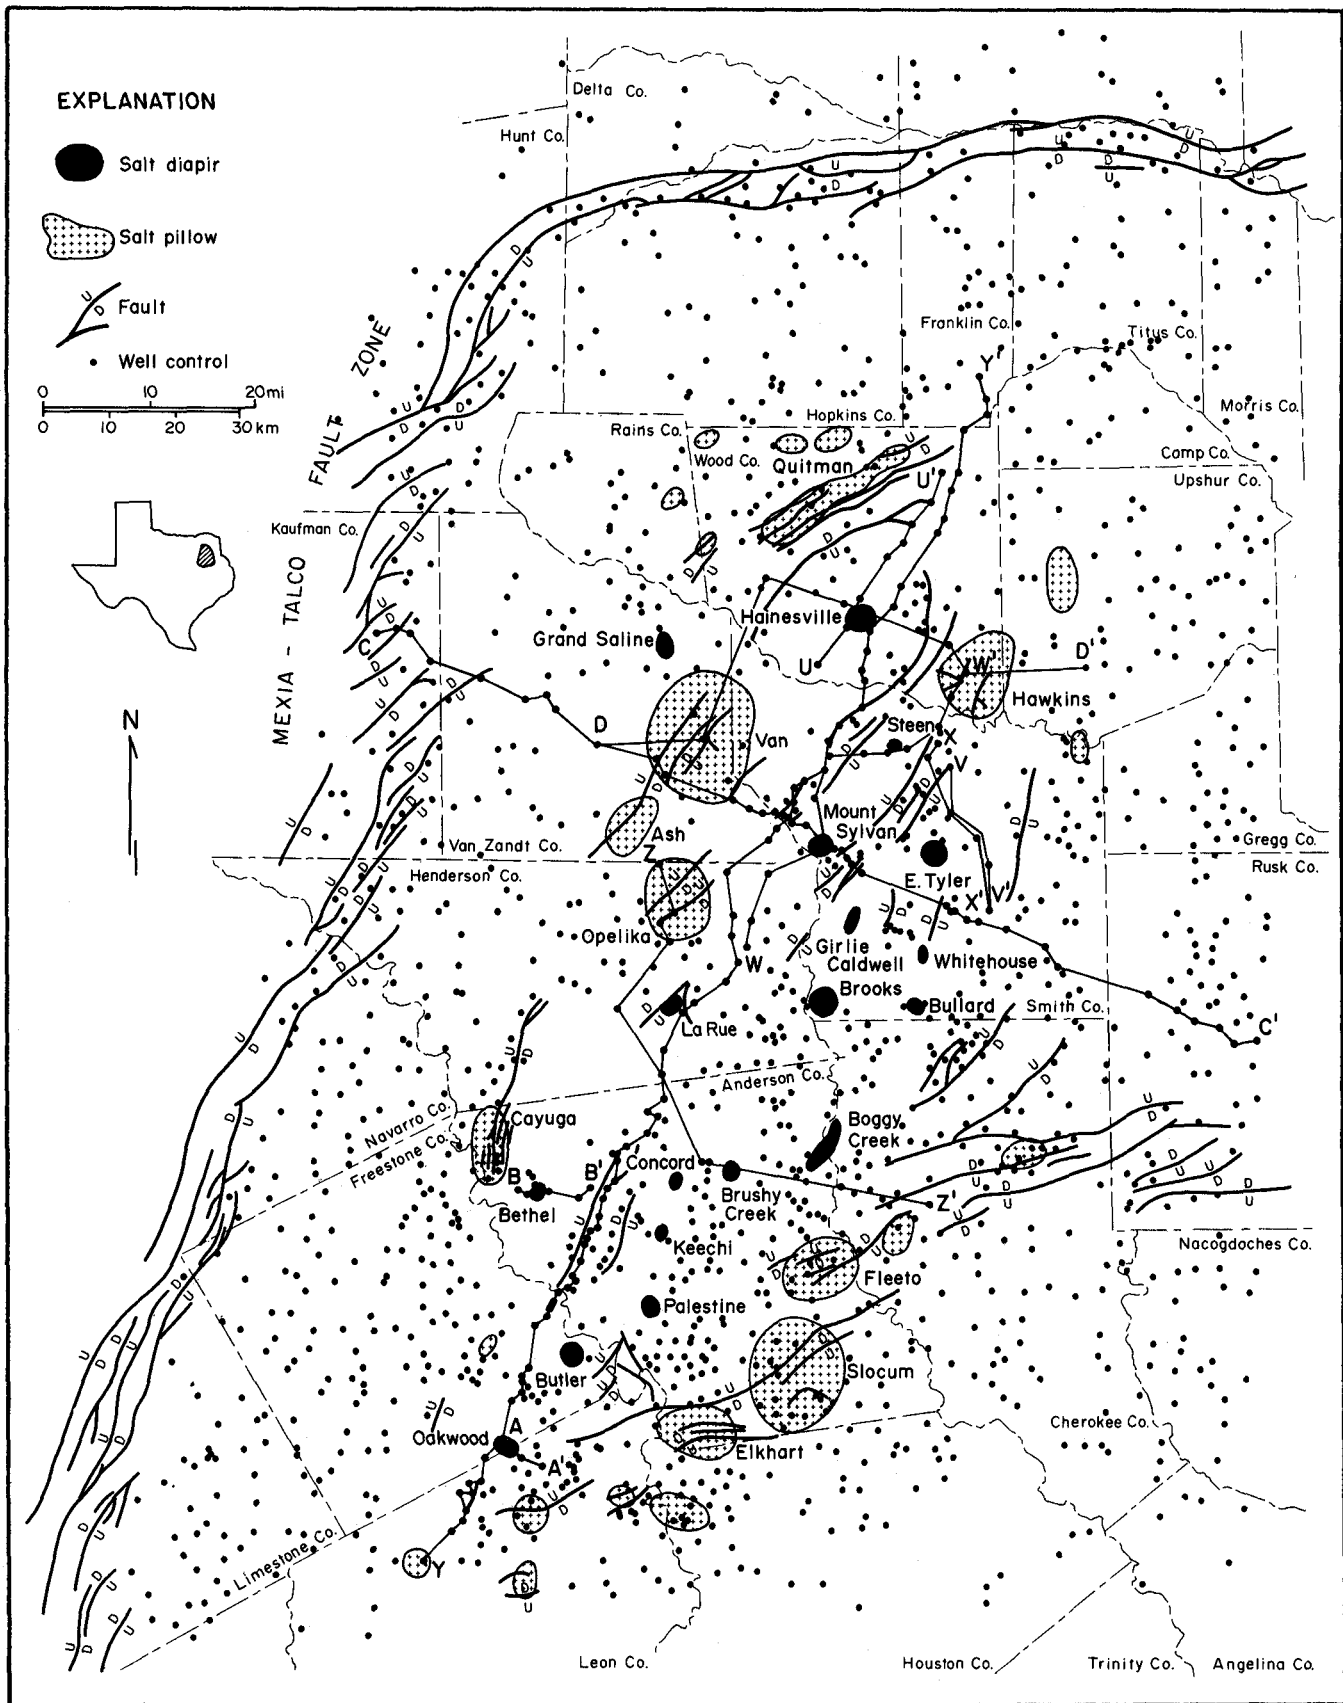 EXPLANATION
Salt diapir
Salt pillow
U
D
Fault
Well control
0 10 20mi
0 10 20 30 km
N
MEXIA - TALCO
FAULT
ZONE
Delta Co.
Hunt Co.
Franklin Co.
Titus Co.
Morris Co.
Hopkins Co.
Rains Co.
Wood Co.
Camp Co.
Upshur Co.
Kaufman Co.
Quitman
Y'
U'
Hainesville
Grand Saline
U
C
D
W'
D'
Hawkins
Van
Steen
X
V
Ash
Mount
Sylvan
Z
Van Zandt Co.
Henderson Co.
Gregg Co.
Rusk Co.
E. Tyler
X'
V'
Opelika
W
Girlie
Caldwell
Whitehouse
Brooks
Bullard
Smith Co.
La Rue
C'
Anderson Co.
Navarro Co.
Freestone Co.
Cayuga
Boggy
Creek
B
B'
Bethel
Concord
Brushy
Creek
Z'
Keechi
Nacogdoches Co.
Fleeto
Palestine
Butler
Slocum
Oakwood
A
A'
Elkhart
Cherokee Co.
Limestone Co.
Y
Leon Co.
Houston Co.
Trinity Co.
Angelina Co.